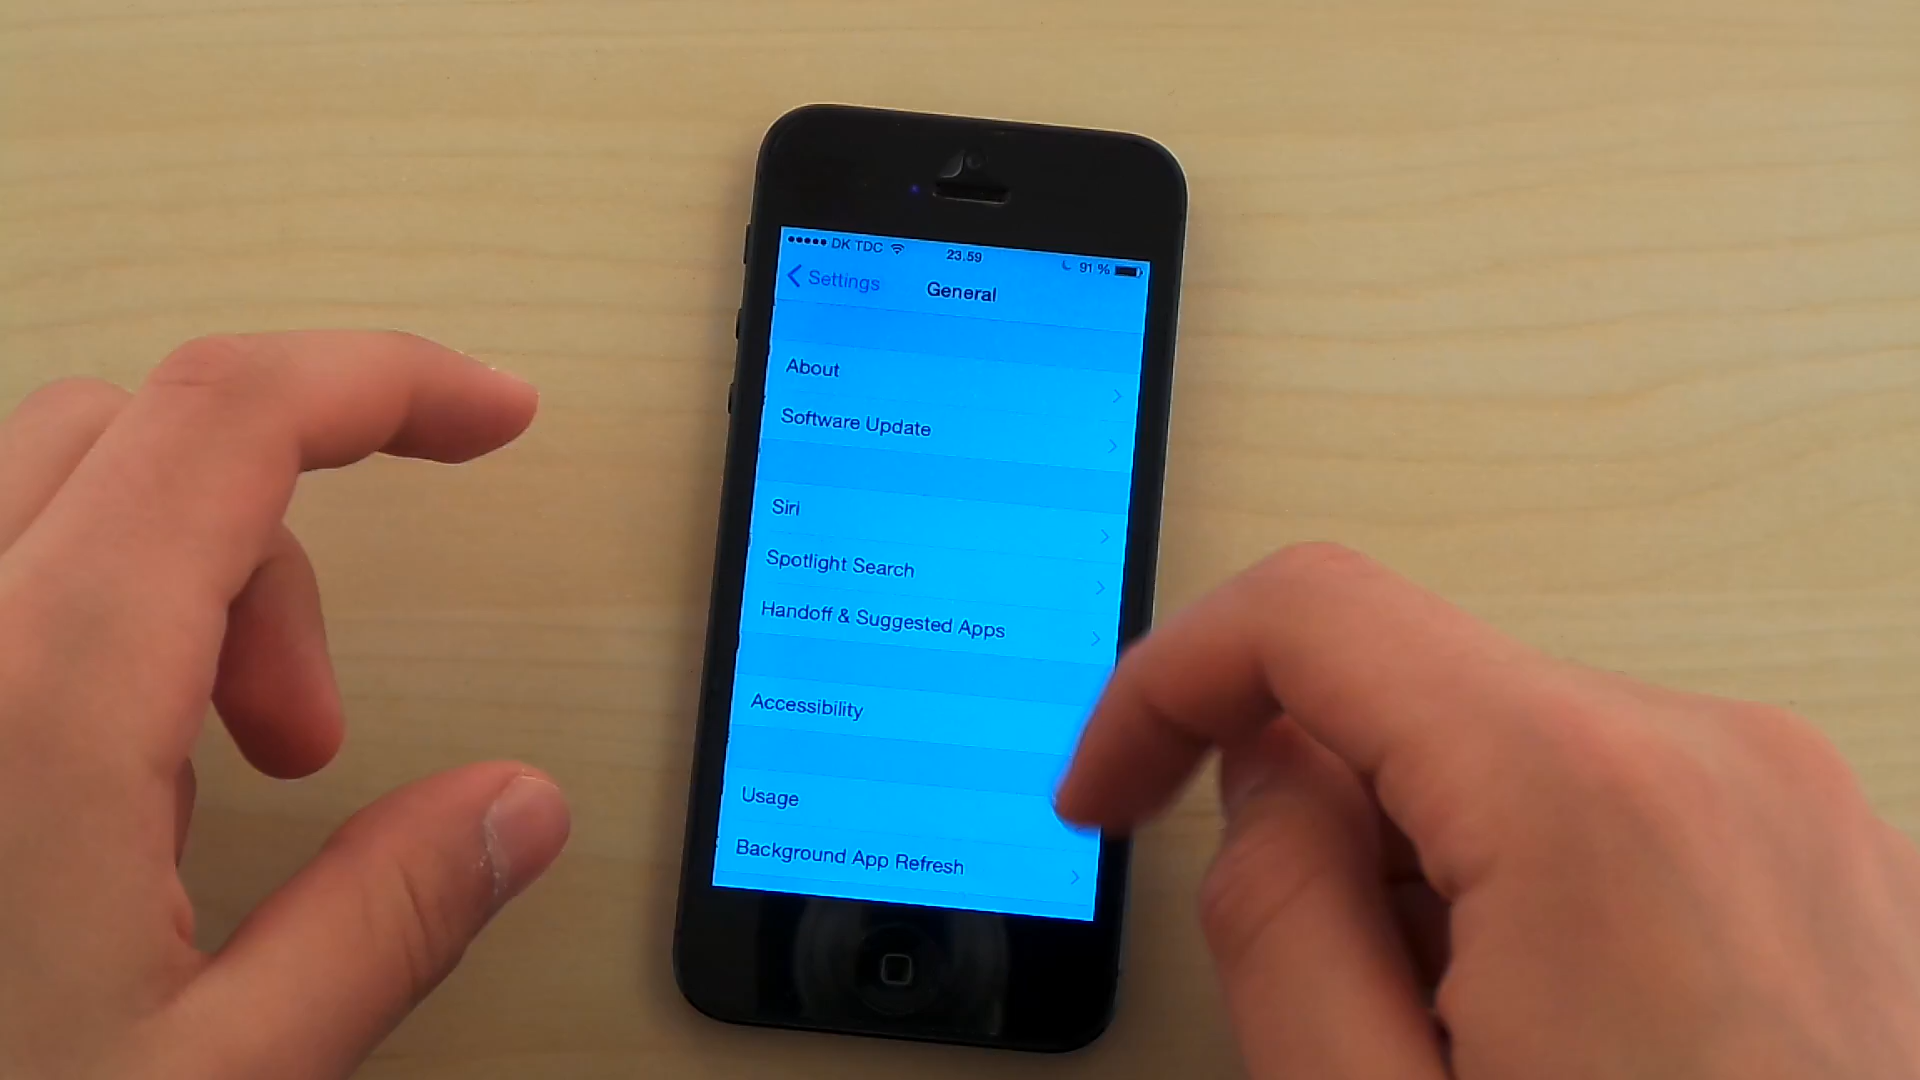 DK TDC 23.59 91 %
Settings General
About
Software Update
Siri
Spotlight Search
Handoff & Suggested Apps
Accessibility
Usage
Background App Refresh